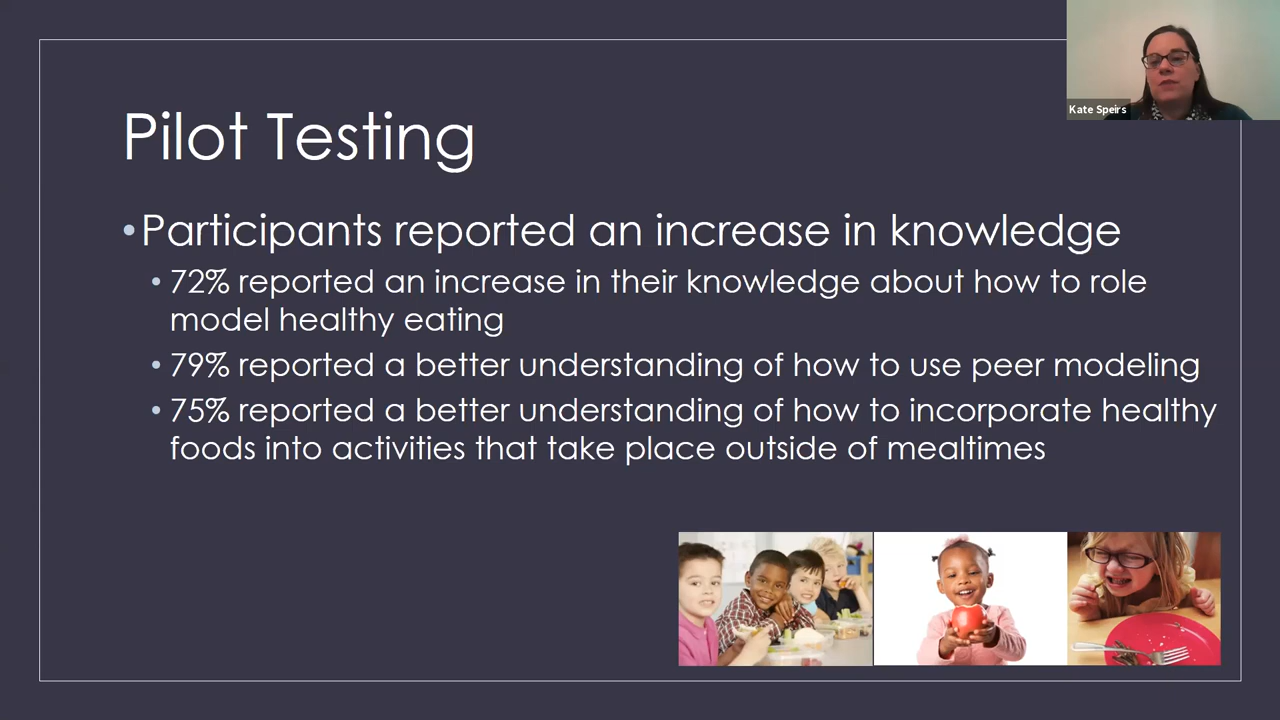 Kate Speirs
Pilot Testing
•Participants reported an increase in knowledge
• 72% reported an increase in their knowledge about how to role
model healthy eating
• 79% reported a better understanding of how to use peer modeling
• 75% reported a better understanding of how to incorporate healthy
foods into activities that take place outside of mealtimes